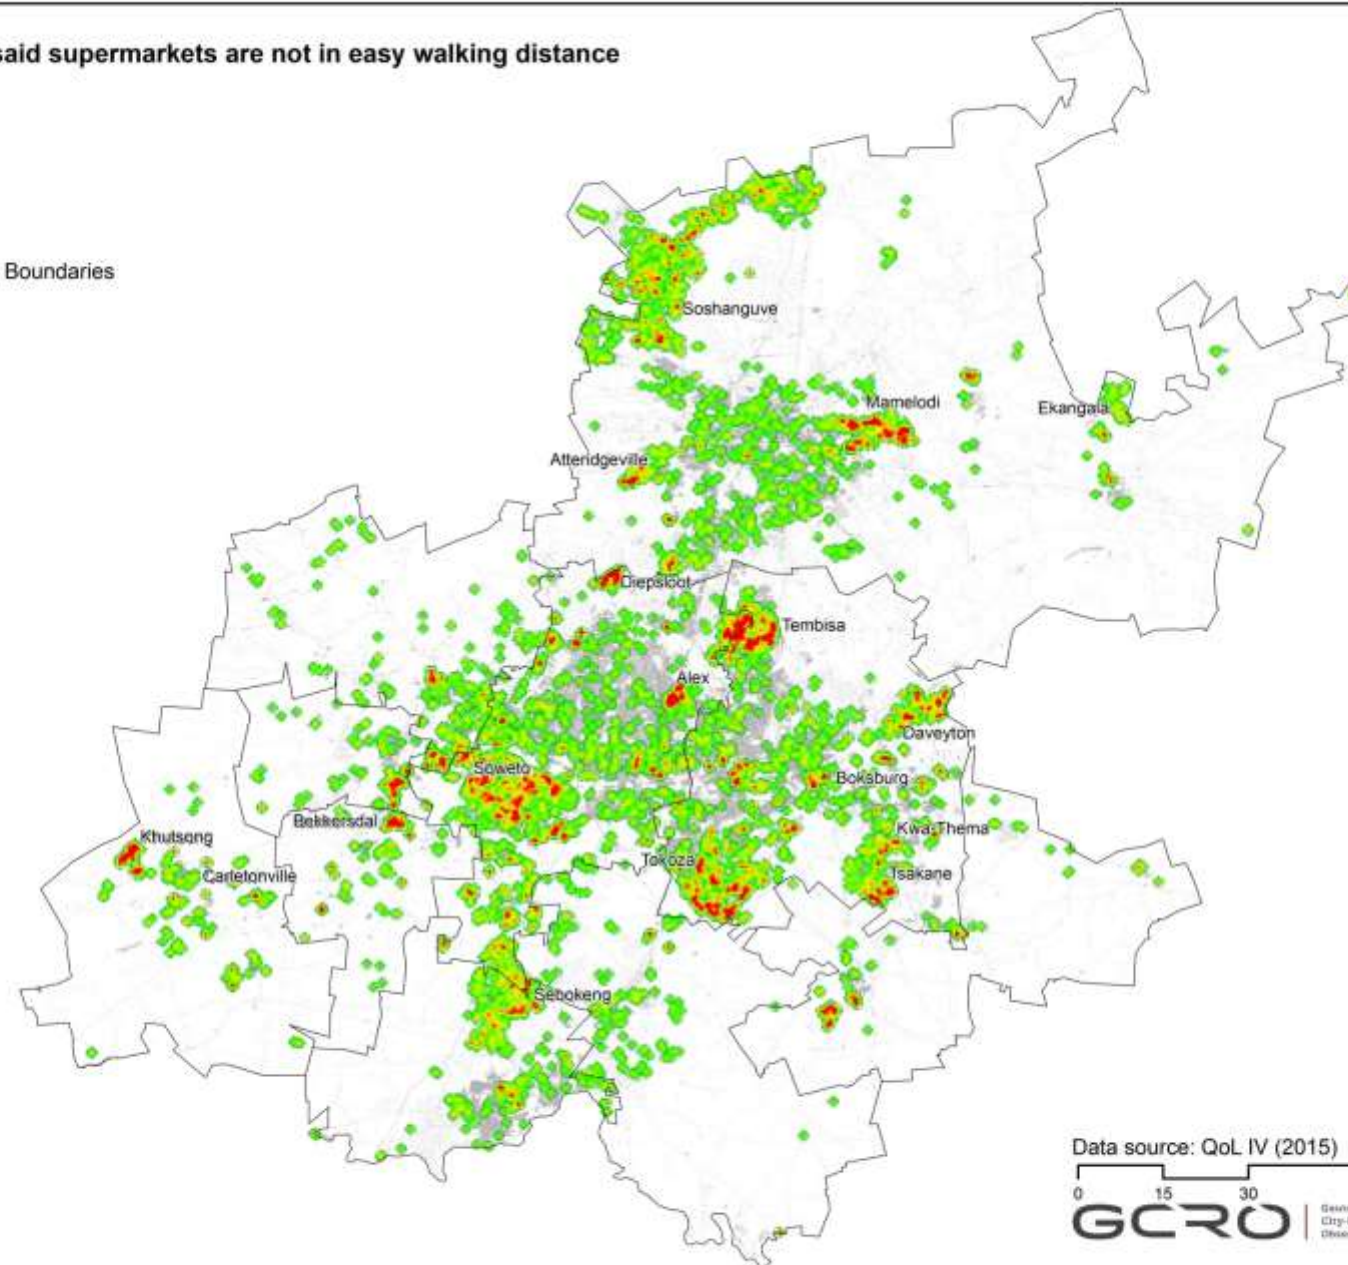 said supermarkets are not in easy walking distance
Boundaries
Soshanguve
Mamelodi
Ekangala
Atteridgeville
Diepsloot
Tembisa
Alex
Daveyton
Soweto
Boksburg
Bekkersdal
Kwa-Thema
Khutsong
Tokoza
Tsakane
Carletonville
Sebokeng
Data source: QoL IV (2015)
0 15 30
GCRO